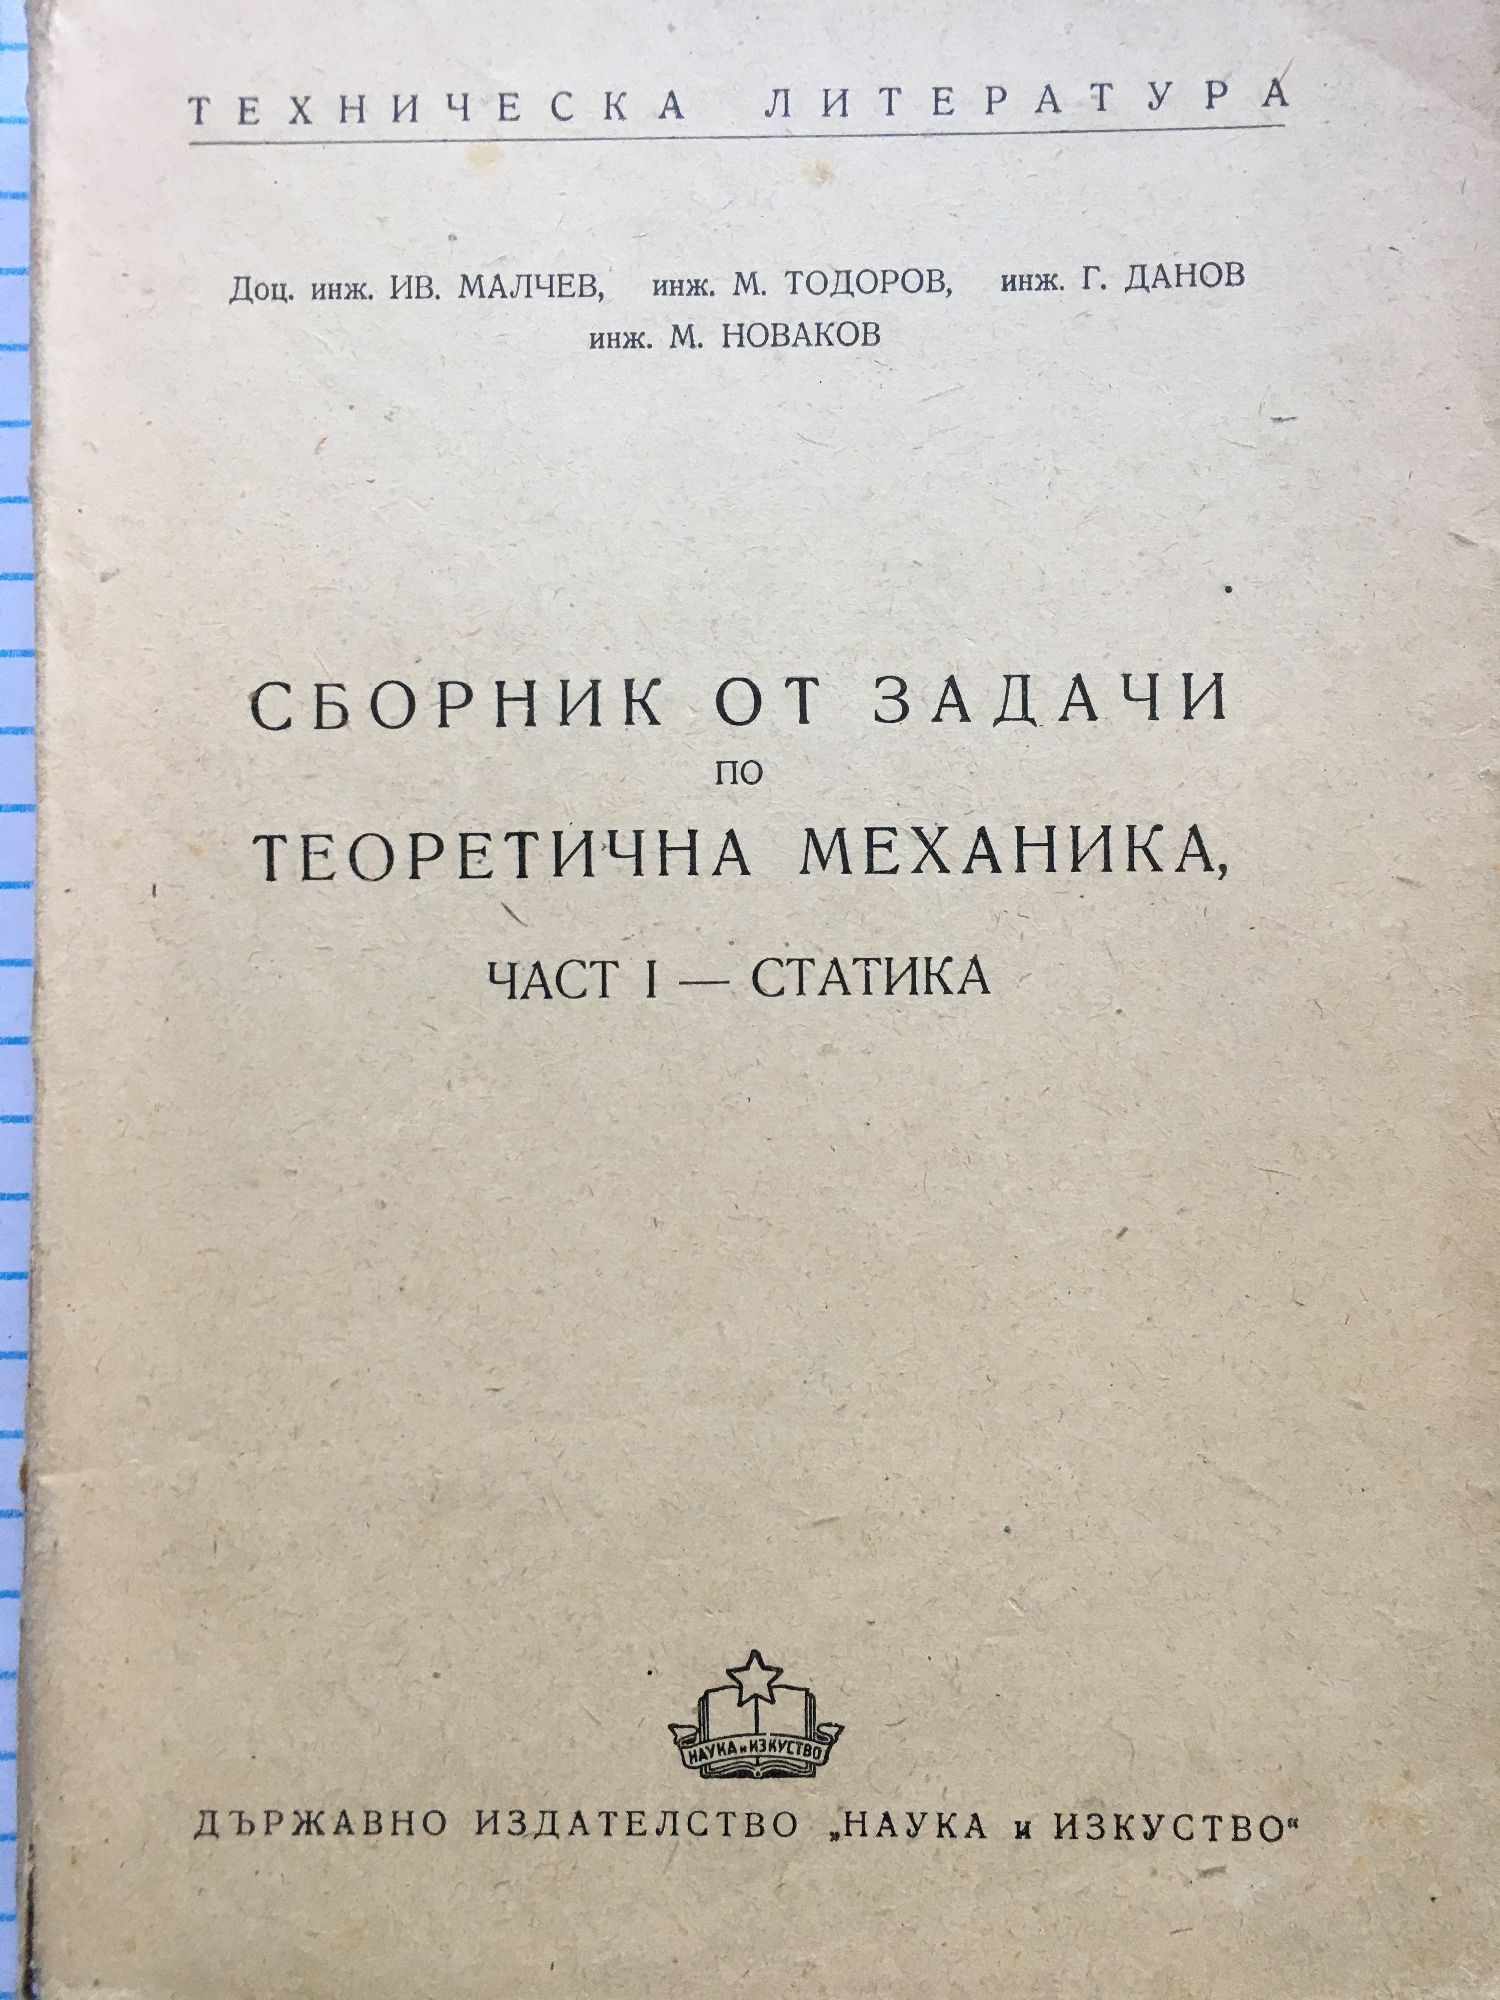 ТЕХНИЧЕСКА ЛИТЕРАТУРА
Доц. инж. ИВ. МАЛЧЕВ, инж. М. ТОДОРОВ, инж. Г. ДАНОВ
инж. М. НОВАКОВ
СБОРНИК ОТ ЗАДАЧИ
ПО
ТЕОРЕТИЧНА МЕХАНИКА,
ЧАСТ I — СТАТИКА
НАУКА и ИЗКУСТВО
ДЪРЖАВНО ИЗДАТЕЛСТВО „НАУКА и ИЗКУСТВО“